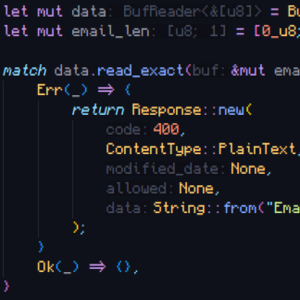 let mut data: BufReader<&[u8]> = Bu
let mut email_len: [u8; 1] = [0_u8;
match data.read_exact(buf: &mut ema
Err(_) => {
return Response::new(
code: 400,
ContentType::PlainText,
modified_date: None,
allowed: None,
data: String::from("Ema
);
}
Ok(_) => {},
}